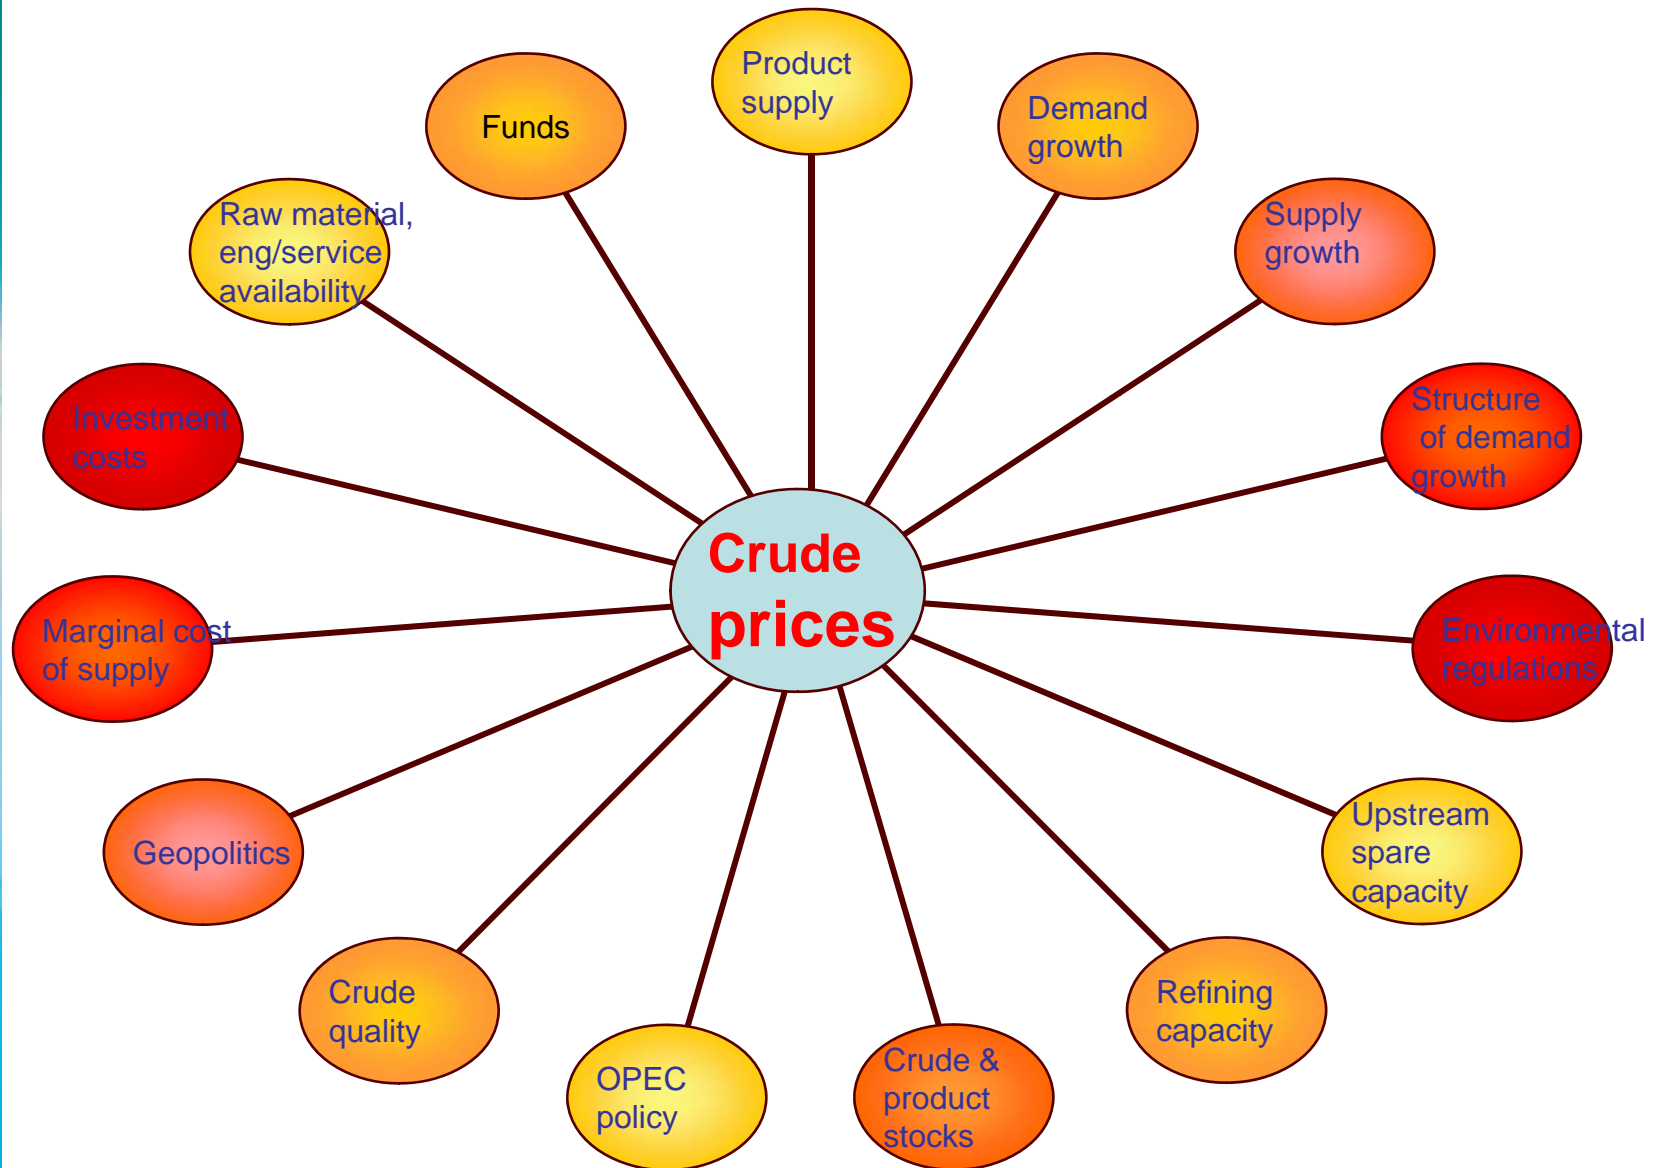 Product
supply
Demand
growth
Supply
growth
Structure
of demand
growth
Environmental
regulations
Upstream
spare
capacity
Refining
capacity
Crude &
product
stocks
OPEC
policy
Crude
quality
Geopolitics
Marginal cost
of supply
Investment
costs
Raw material,
eng/service
availability
Funds
Crude
prices